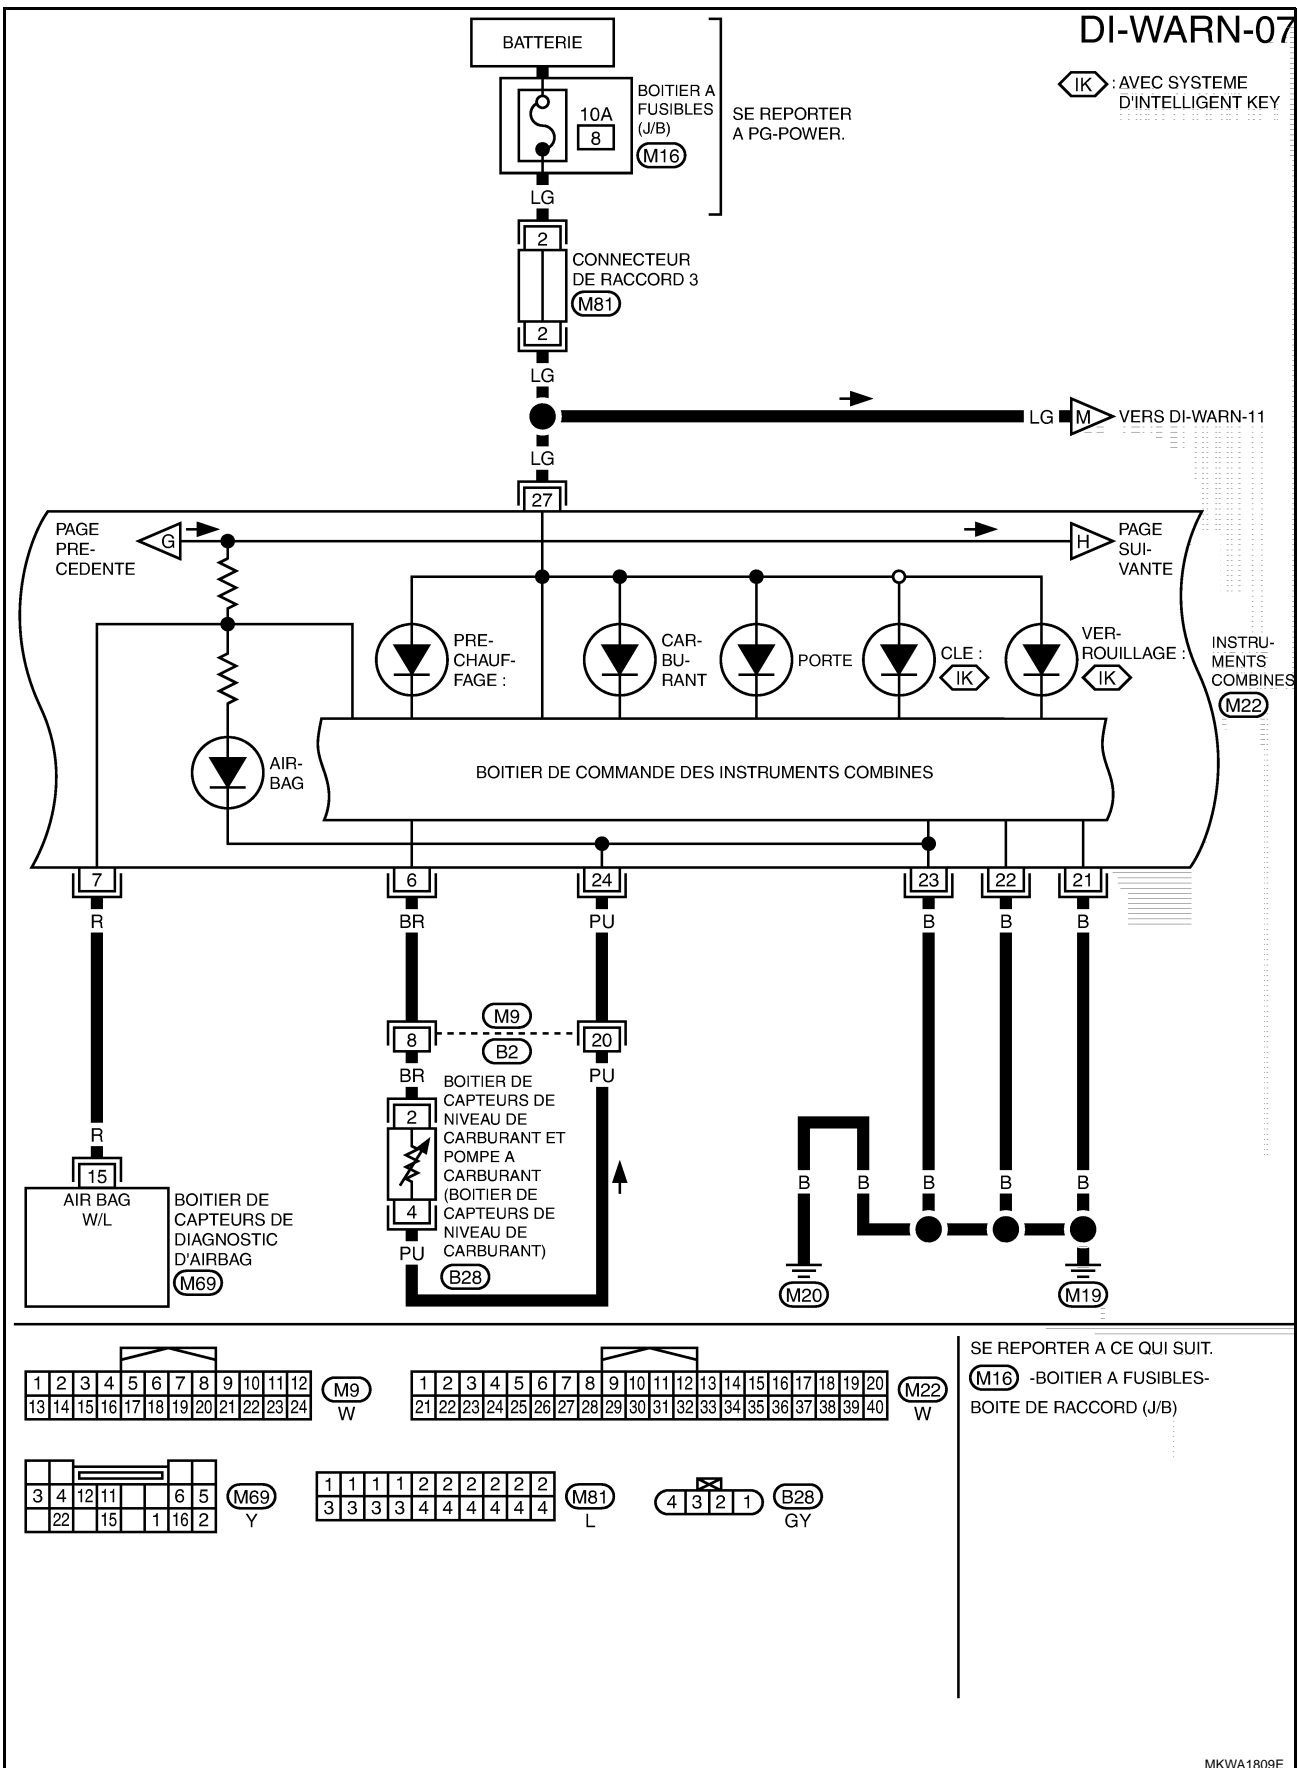 DI-WARN-07
BATTERIE
IK : AVEC SYSTEME
D'INTELLIGENT KEY
10A
8
BOITIER A
FUSIBLES
(J/B)
M16
SE REPORTER
A PG-POWER.
LG
2
CONNECTEUR
DE RACCORD 3
M81
2
LG
LG M VERS DI-WARN-11
LG
27
PAGE
PRE-
CEDENTE
G
H
PAGE
SUI-
VANTE
PRE-
CHAUF-
FAGE :
CAR-
BU-
RANT
PORTE
CLE :
IK
VER-
ROUILLAGE :
IK
INSTRU-
MENTS
COMBINES
M22
AIR-
BAG
BOITIER DE COMMANDE DES INSTRUMENTS COMBINES
7 6 24 23 22 21
R BR PU B B B
M9
8 20
B2
BR PU
BOITIER DE
CAPTEURS DE
NIVEAU DE
CARBURANT ET
POMPE A
CARBURANT
(BOITIER DE
CAPTEURS DE
NIVEAU DE
CARBURANT)
B28
2
4
PU
R
15
AIR BAG
W/L
BOITIER DE
CAPTEURS DE
DIAGNOSTIC
D'AIRBAG
M69
B B B B B
M20 M19
1 2 3 4 5 6 7 8 9 10 11 12
13 14 15 16 17 18 19 20 21 22 23 24
M9
W
1 2 3 4 5 6 7 8 9 10 11 12 13 14 15 16 17 18 19 20
21 22 23 24 25 26 27 28 29 30 31 32 33 34 35 36 37 38 39 40
M22
W
SE REPORTER A CE QUI SUIT.
M16 -BOITIER A FUSIBLES-
BOITE DE RACCORD (J/B)
3 4 12 11 6 5
22 15 1 16 2
M69
Y
1 1 1 1 2 2 2 2 2 2
3 3 3 3 4 4 4 4 4 4
M81
L
4 3 2 1
B28
GY
MKWA1809E